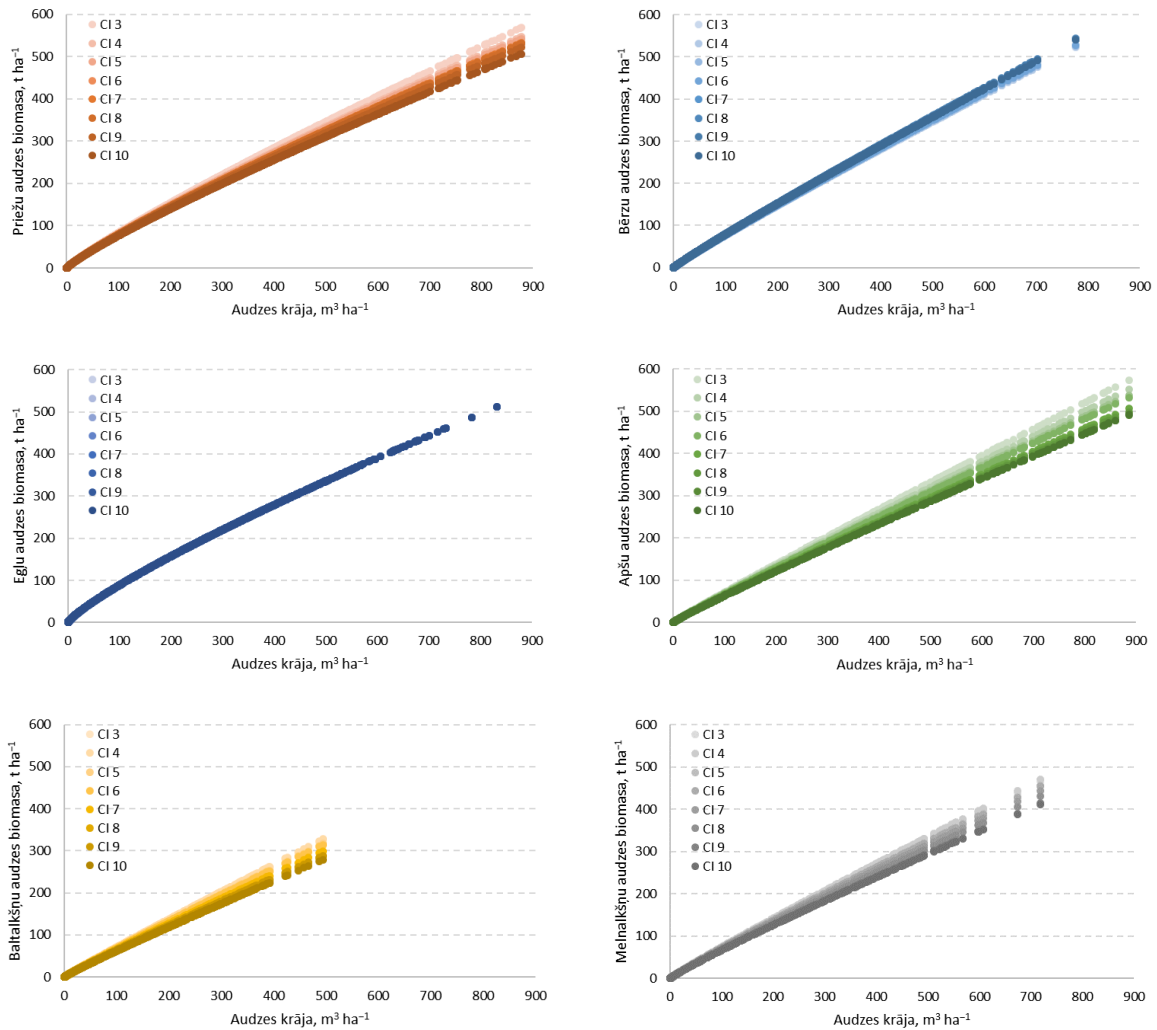 Priežu audzes biomasa, t ha⁻¹
600
500
400
300
200
100
0
CI 3
CI 4
CI 5
CI 6
CI 7
CI 8
CI 9
CI 10
0 100 200 300 400 500 600 700 800 900
Audzes krāja, m³ ha⁻¹
Bērzu audzes biomasa, t ha⁻¹
600
500
400
300
200
100
0
CI 3
CI 4
CI 5
CI 6
CI 7
CI 8
CI 9
CI 10
0 100 200 300 400 500 600 700 800 900
Audzes krāja, m³ ha⁻¹
Egļu audzes biomasa, t ha⁻¹
600
500
400
300
200
100
0
CI 3
CI 4
CI 5
CI 6
CI 7
CI 8
CI 9
CI 10
0 100 200 300 400 500 600 700 800 900
Audzes krāja, m³ ha⁻¹
Apšu audzes biomasa, t ha⁻¹
600
500
400
300
200
100
0
CI 3
CI 4
CI 5
CI 6
CI 7
CI 8
CI 9
CI 10
0 100 200 300 400 500 600 700 800 900
Audzes krāja, m³ ha⁻¹
Baltalkšņu audzes biomasa, t ha⁻¹
600
500
400
300
200
100
0
CI 3
CI 4
CI 5
CI 6
CI 7
CI 8
CI 9
CI 10
0 100 200 300 400 500 600 700 800 900
Audzes krāja, m³ ha⁻¹
Melnalkšņu audzes biomasa, t ha⁻¹
600
500
400
300
200
100
0
CI 3
CI 4
CI 5
CI 6
CI 7
CI 8
CI 9
CI 10
0 100 200 300 400 500 600 700 800 900
Audzes krāja, m³ ha⁻¹